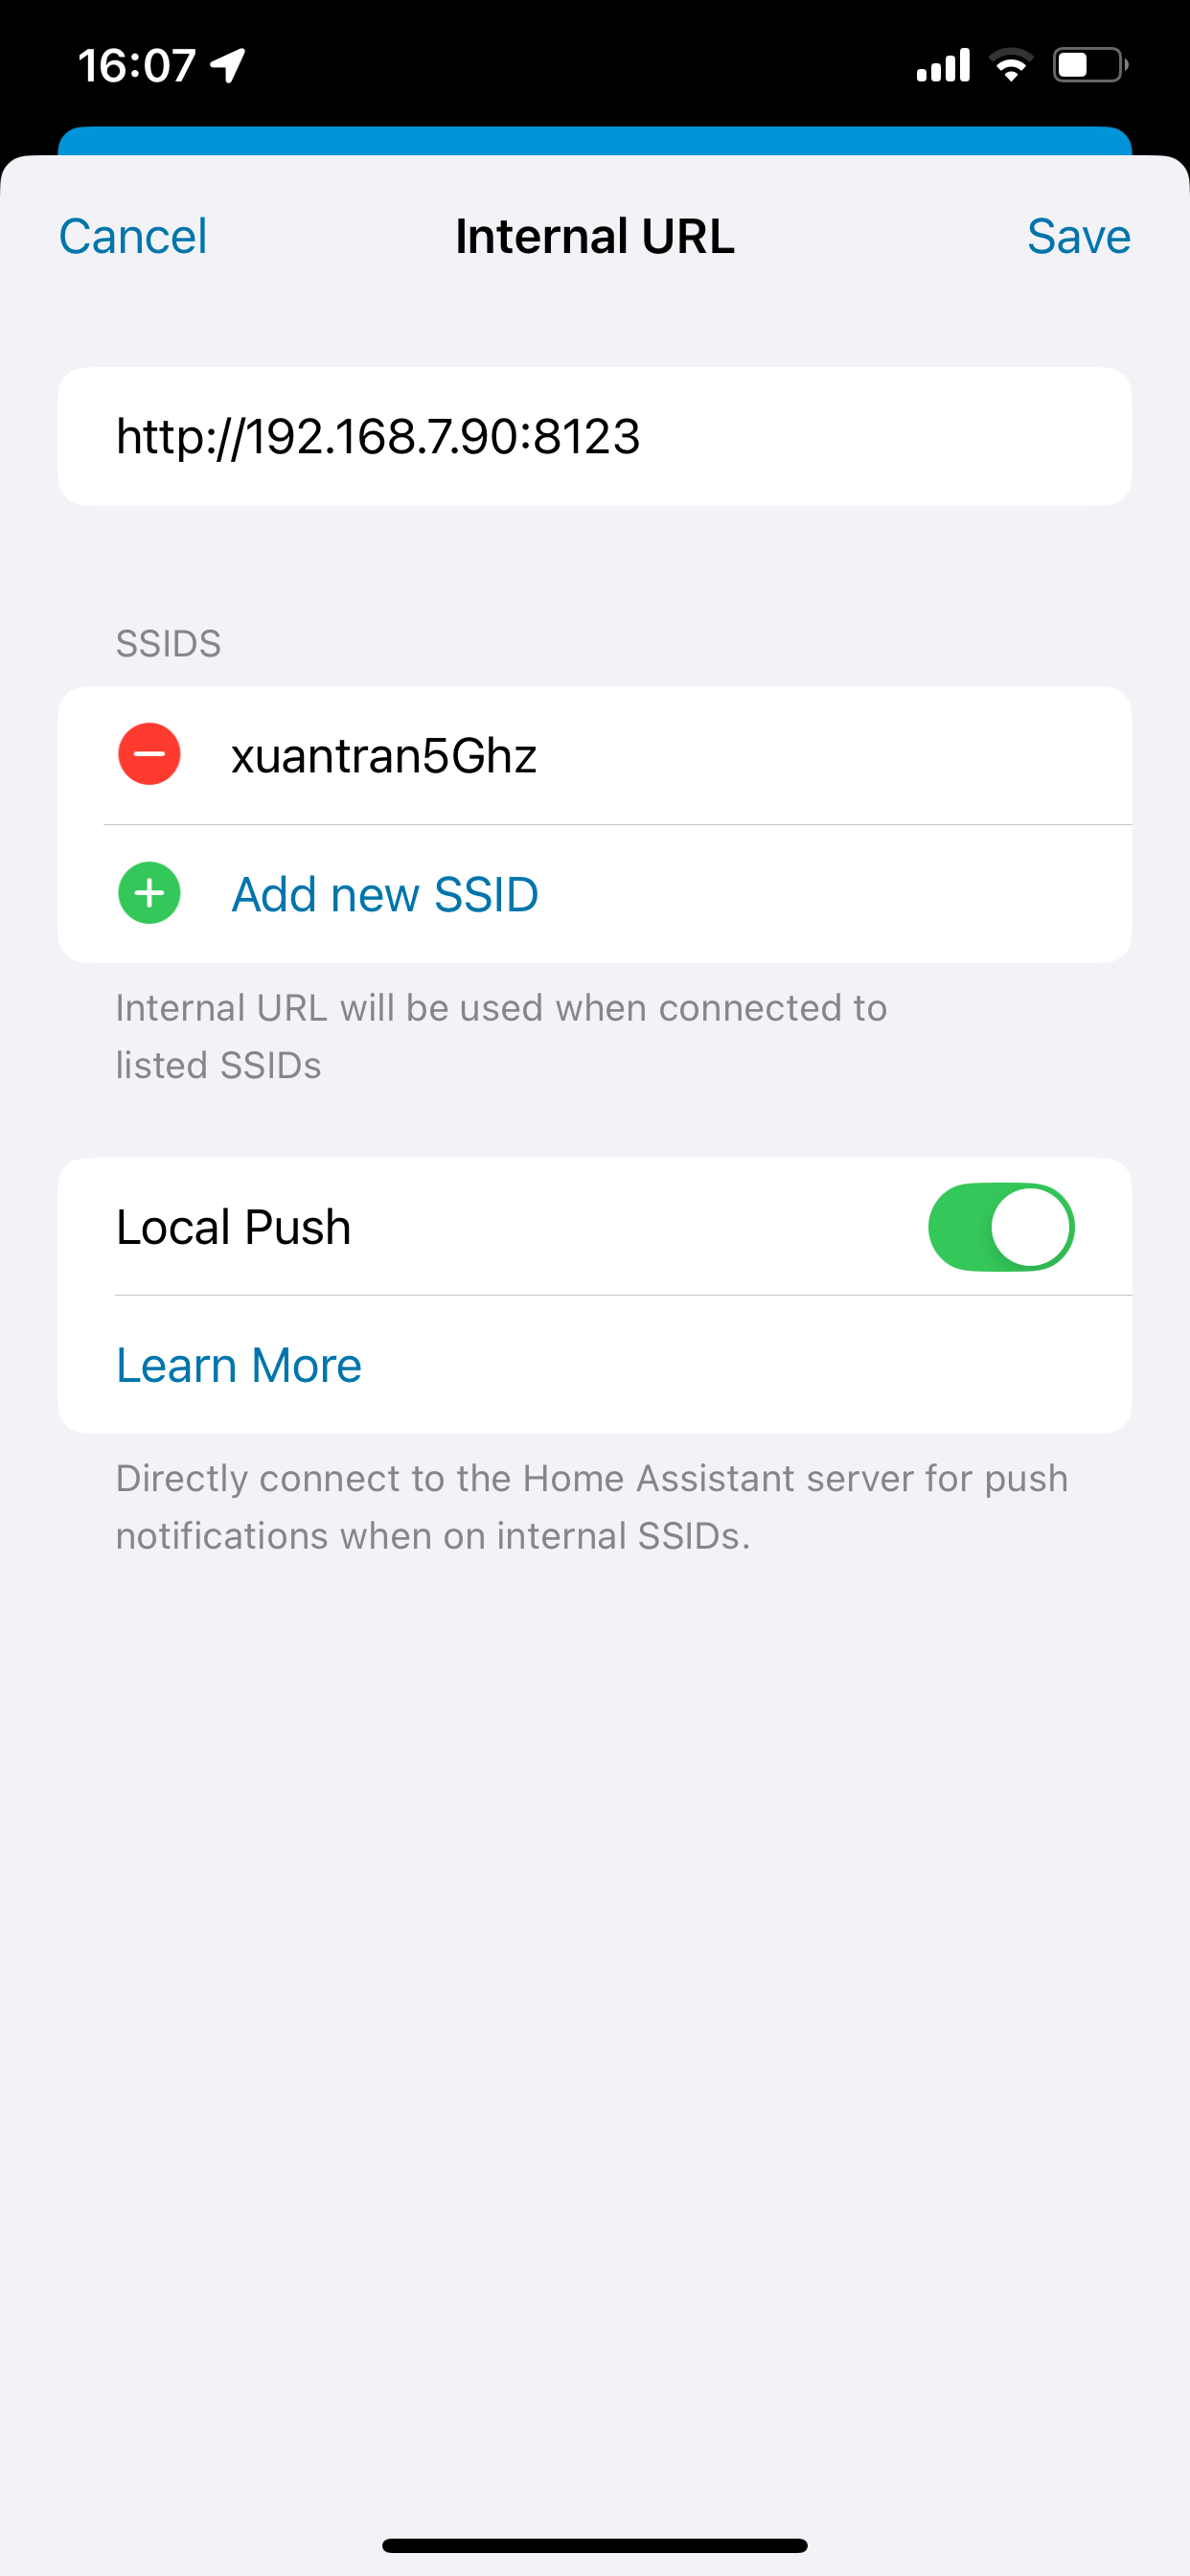 16:07
Cancel Internal URL Save
http://192.168.7.90:8123
SSIDS
xuantran5Ghz
Add new SSID
Internal URL will be used when connected to
listed SSIDs
Local Push
Learn More
Directly connect to the Home Assistant server for push
notifications when on internal SSIDs.